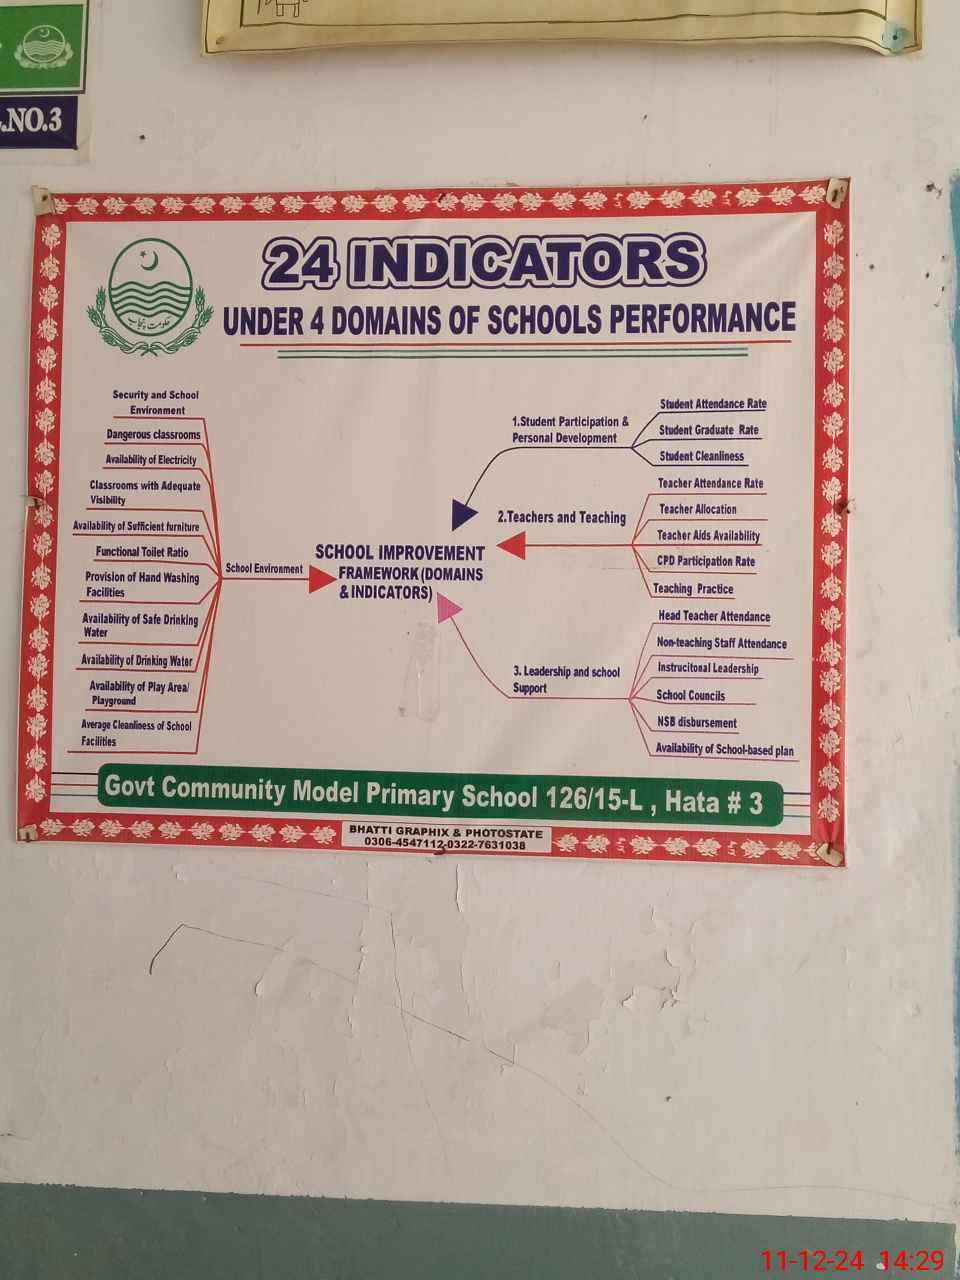 .NO.3
حکومت پنجاب
24 INDICATORS
UNDER 4 DOMAINS OF SCHOOLS PERFORMANCE
Security and School
Environment
Dangerous classrooms
Availability of Electricity
Classrooms with Adequate
Visibility
Availability of Sufficient furniture
Functional Toilet Ratio
Provision of Hand Washing
Facilities
Availability of Safe Drinking
Water
Availability of Drinking Water
Availability of Play Area/
Playground
Average Cleanliness of School
Facilities
School Environment
SCHOOL IMPROVEMENT
FRAMEWORK (DOMAINS
& INDICATORS)
1.Student Participation &
Personal Development
Student Attendance Rate
Student Graduate Rate
Student Cleanliness
2.Teachers and Teaching
Teacher Attendance Rate
Teacher Allocation
Teacher Aids Availability
CPD Participation Rate
Teaching Practice
3. Leadership and school
Support
Head Teacher Attendance
Non-teaching Staff Attendance
Instrucitonal Leadership
School Councils
NSB disbursement
Availability of School-based plan
Govt Community Model Primary School 126/15-L , Hata # 3
BHATTI GRAPHIX & PHOTOSTATE
0306-4547112-0322-7631038
11-12-24 14:29